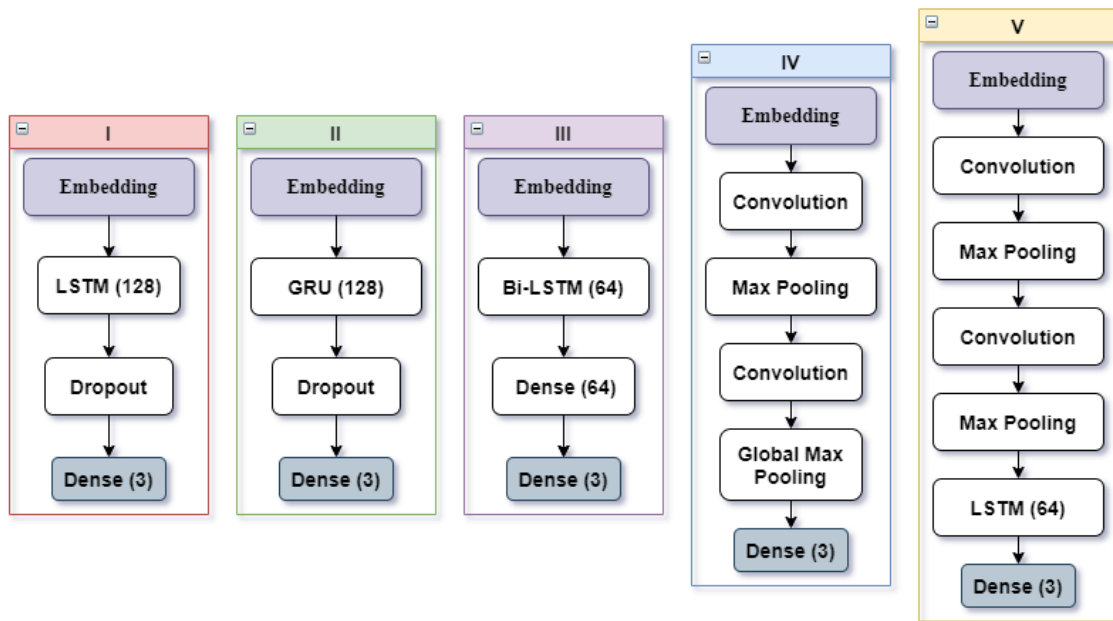 I
Embedding
LSTM (128)
Dropout
Dense (3)
II
Embedding
GRU (128)
Dropout
Dense (3)
III
Embedding
Bi-LSTM (64)
Dense (64)
Dense (3)
IV
Embedding
Convolution
Max Pooling
Convolution
Global Max
Pooling
Dense (3)
V
Embedding
Convolution
Max Pooling
Convolution
Max Pooling
LSTM (64)
Dense (3)